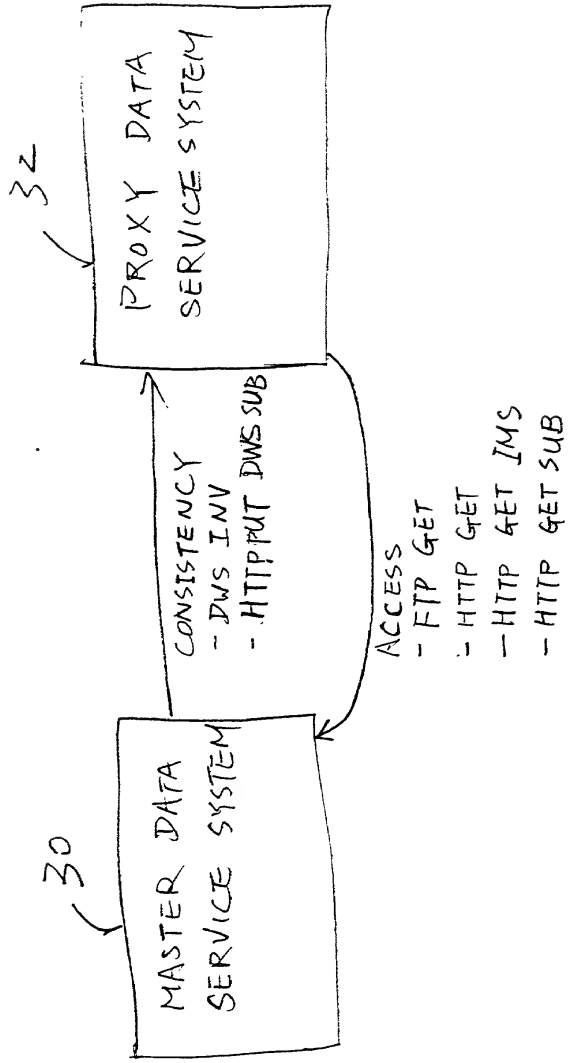 30
MASTER DATA
SERVICE SYSTEM
CONSISTENCY
- DWS INV
- HTTP PUT DWS SUB
ACCESS
- FTP GET
- HTTP GET
- HTTP GET IMS
- HTTP GET SUB
32
PROXY DATA
SERVICE SYSTEM